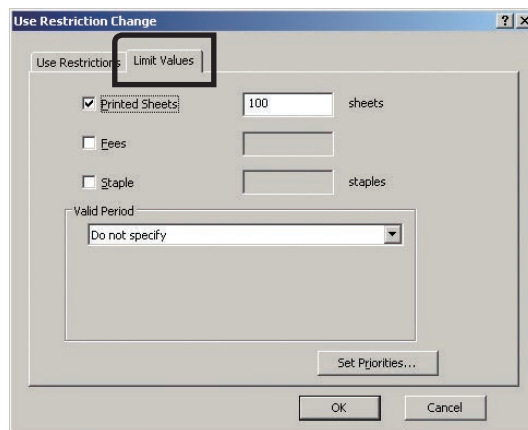 Use Restriction Change
Use Restrictions Limit Values
Printed Sheets 100 sheets
Fees
Staple staples
Valid Period
Do not specify
Set Priorities...
OK Cancel